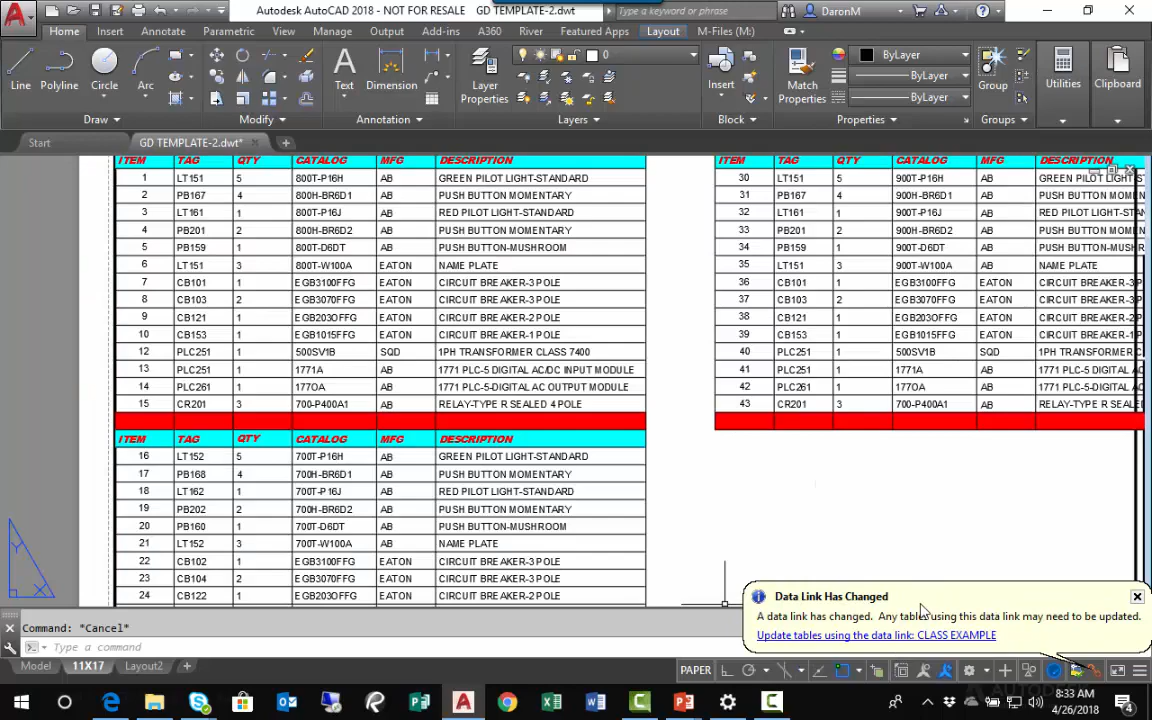 Autodesk AutoCAD 2018 - NOT FOR RESALE GD TEMPLATE-2.dwt
Type a keyword or phrase
DaronM
Home Insert Annotate Parametric View Manage Output Add-ins A360 River Featured Apps Layout M-Files (M:)
Line Polyline Circle Arc
Text Dimension
Layer
Properties
0
Insert
Match
Properties
ByLayer
ByLayer
ByLayer
Group
Utilities
Clipboard
Draw Modify Annotation Layers Block Properties Groups
Start GD TEMPLATE-2.dwt*
ITEM TAG QTY CATALOG MFG DESCRIPTION
1 LT151 5 800T-P16H AB GREEN PILOT LIGHT-STANDARD
2 PB167 4 800H-BR6D1 AB PUSH BUTTON MOMENTARY
3 LT161 1 800T-P16J AB RED PILOT LIGHT-STANDARD
4 PB201 2 800H-BR6D2 AB PUSH BUTTON MOMENTARY
5 PB159 1 800T-D6DT AB PUSH BUTTON-MUSHROOM
6 LT151 3 800T-W100A EATON NAME PLATE
7 CB101 1 EGB3100FFG EATON CIRCUIT BREAKER-3 POLE
8 CB103 2 EGB3070FFG EATON CIRCUIT BREAKER-3 POLE
9 CB121 1 EGB2030FFG EATON CIRCUIT BREAKER-2 POLE
10 CB153 1 EGB1015FFG EATON CIRCUIT BREAKER-1 POLE
12 PLC251 1 500SV1B SQD 1PH TRANSFORMER CLASS 7400
13 PLC251 1 1771A AB 1771 PLC-5 DIGITAL AC/DC INPUT MODULE
14 PLC261 1 1770A AB 1771 PLC-5-DIGITAL AC OUTPUT MODULE
15 CR201 3 700-P400A1 AB RELAY-TYPE R SEALED 4 POLE
ITEM TAG QTY CATALOG MFG DESCRIPTION
16 LT152 5 700T-P16H AB GREEN PILOT LIGHT-STANDARD
17 PB168 4 700H-BR6D1 AB PUSH BUTTON MOMENTARY
18 LT162 1 700T-P16J AB RED PILOT LIGHT-STANDARD
19 PB202 2 700H-BR6D2 AB PUSH BUTTON MOMENTARY
20 PB160 1 700T-D6DT AB PUSH BUTTON-MUSHROOM
21 LT152 3 700T-W100A EATON NAME PLATE
22 CB102 1 EGB3100FFG EATON CIRCUIT BREAKER-3 POLE
23 CB104 2 EGB3070FFG EATON CIRCUIT BREAKER-3 POLE
24 CB122 1 EGB2030FFG EATON CIRCUIT BREAKER-2 POLE
ITEM TAG QTY CATALOG MFG DESCRIPTION
30 LT151 5 900T-P16H AB GREEN PILOT LIGHT-ST
31 PB167 4 900H-BR6D1 AB PUSH BUTTON MOMEN
32 LT161 1 900T-P16J AB RED PILOT LIGHT-STAN
33 PB201 2 900H-BR6D2 AB PUSH BUTTON MOMEN
34 PB159 1 900T-D6DT AB PUSH BUTTON-MUSHR
35 LT151 3 900T-W100A AB NAME PLATE
36 CB101 1 EGB3100FFG EATON CIRCUIT BREAKER-3 P
37 CB103 2 EGB3070FFG EATON CIRCUIT BREAKER-3 P
38 CB121 1 EGB2030FFG EATON CIRCUIT BREAKER-2 P
39 CB153 1 EGB1015FFG EATON CIRCUIT BREAKER-1 P
40 PLC251 1 500SV1B SQD 1PH TRANSFORMER C
41 PLC251 1 1771A AB 1771 PLC-5 DIGITAL AC
42 PLC261 1 1770A AB 1771 PLC-5-DIGITAL AC
43 CR201 3 700-P400A1 AB RELAY-TYPE R SEALE
Data Link Has Changed
A data link has changed. Any tables using this data link may need to be updated.
Update tables using the data link: CLASS EXAMPLE
Command: *Cancel*
Type a command
Model 11X17 Layout2
PAPER
8:33 AM
4/26/2018
4